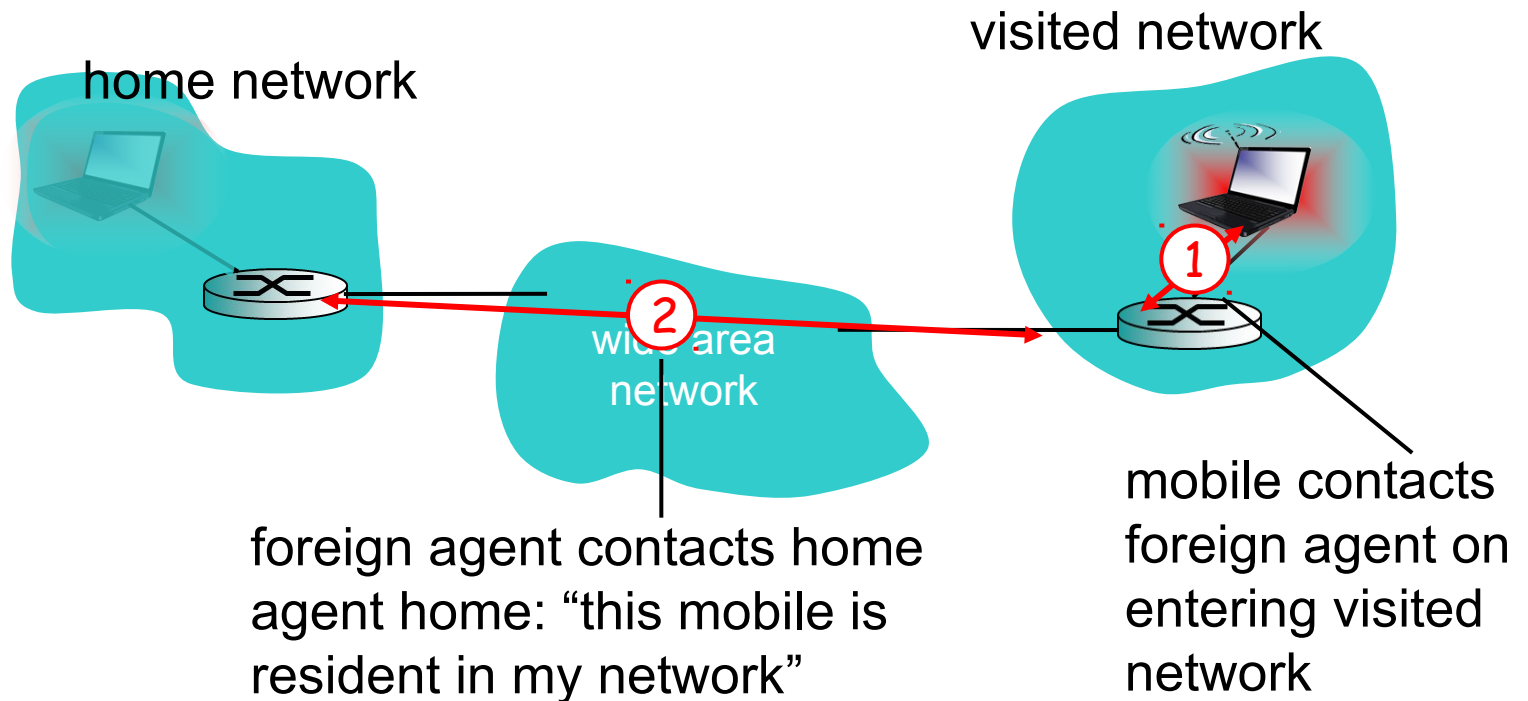 visited network
home network
1
2
wide area
network
mobile contacts
foreign agent on
entering visited
network
foreign agent contacts home
agent home: “this mobile is
resident in my network”